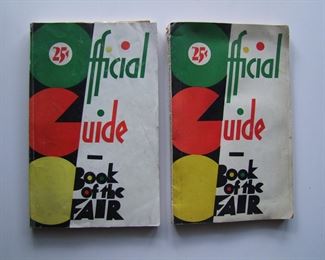 25¢
Official
Guide
Book
of the
FAIR
25¢
Official
Guide
Book
of the
FAIR